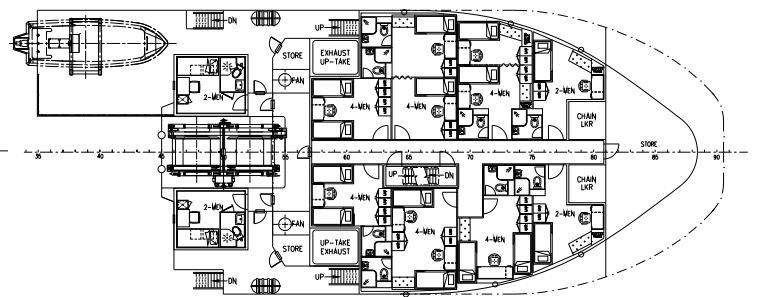 DN
UP
STORE
EXHAUST
UP-TAKE
FAN
2-MEN
4-MEN
4-MEN
4-MEN
2-MEN
CHAIN
LKR
STORE
35
40
45
50
55
60
65
70
75
80
85
90
UP
DN
CHAIN
LKR
2-MEN
4-MEN
4-MEN
4-MEN
2-MEN
FAN
STORE
UP-TAKE
EXHAUST
UP
DN